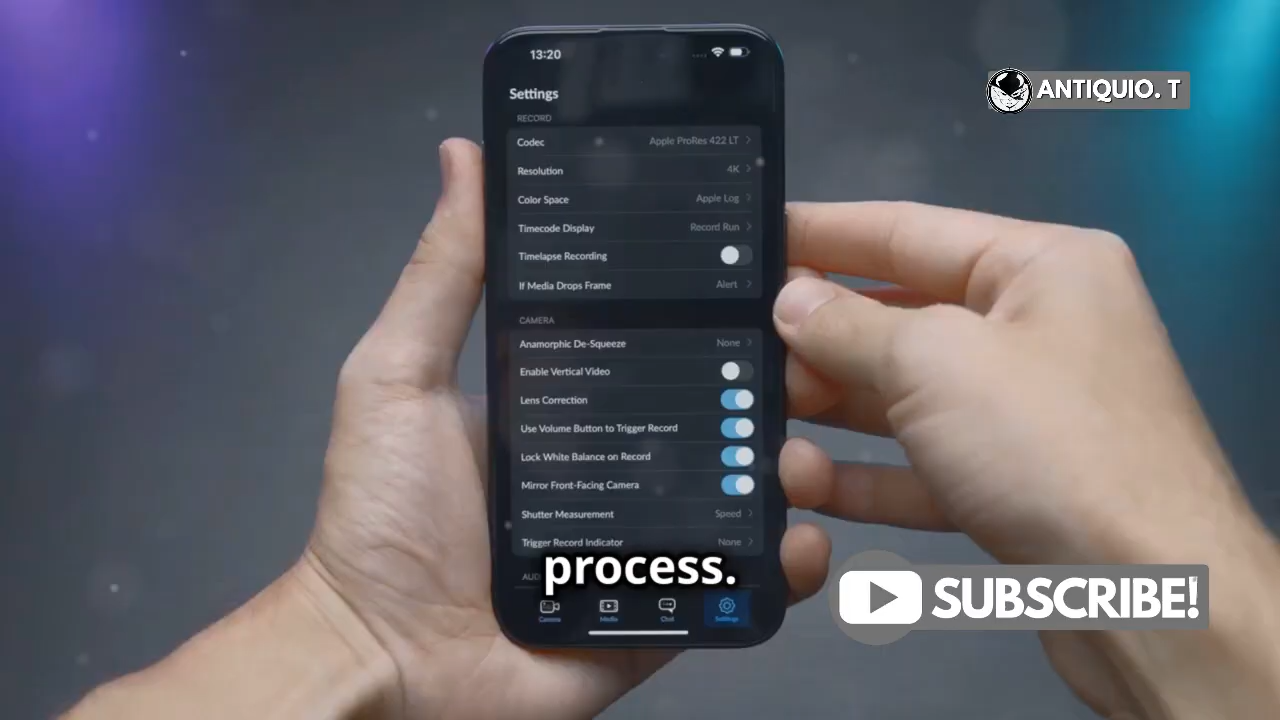 13:20
ANTIQUIO. T
Settings
RECORD
Codec Apple ProRes 422 LT
Resolution 4K
Color Space Apple Log
Timecode Display Record Run
Timelapse Recording
If Media Drops Frame Alert
CAMERA
Anamorphic De-Squeeze None
Enable Vertical Video
Lens Correction
Use Volume Button to Trigger Record
Lock White Balance on Record
Mirror Front-Facing Camera
Shutter Measurement Speed
Trigger Record Indicator None
process.
AUD
SUBSCRIBE!
Camera Media Chat Settings